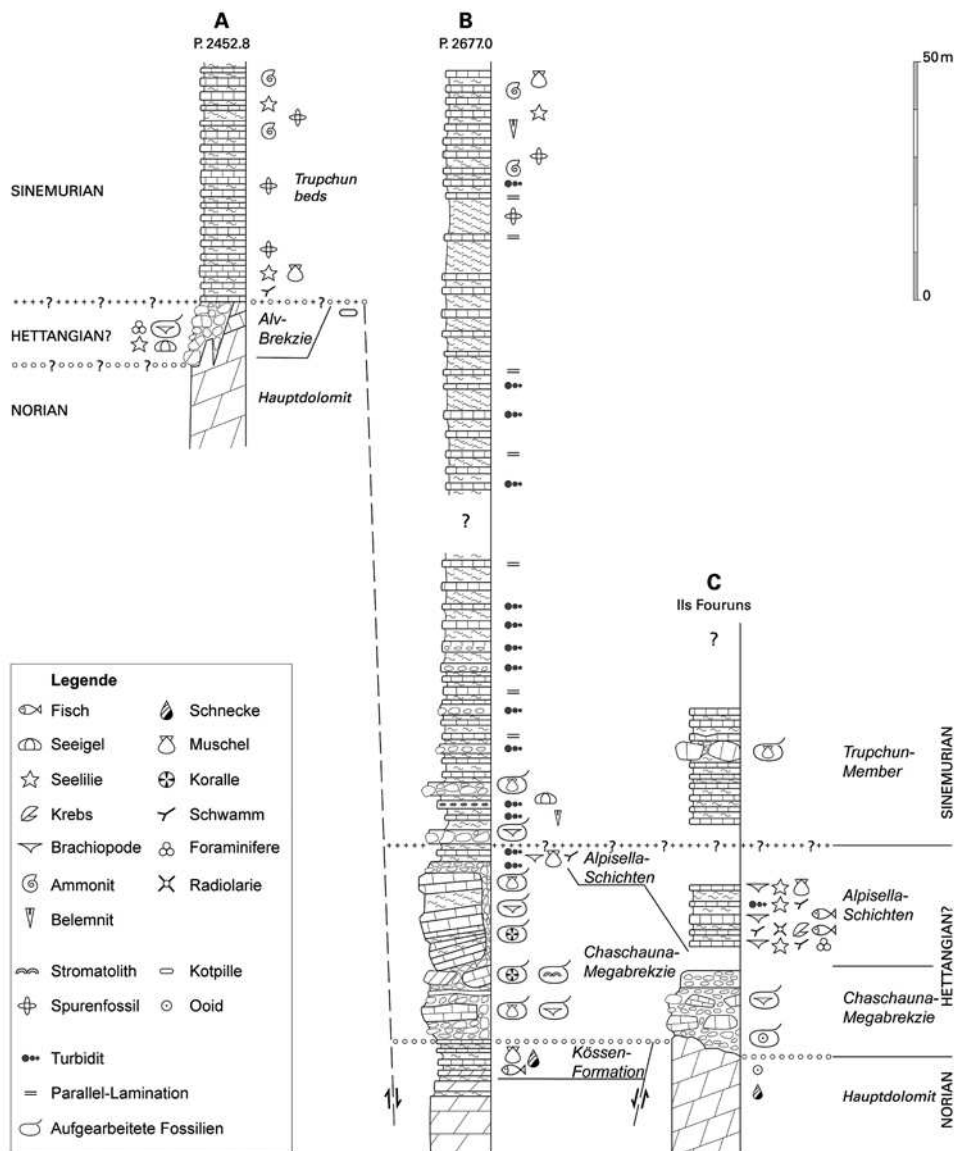 A
P. 2452.8
B
P. 2677.0
50 m
0
SINEMURIAN
Trupchun
beds
?
?
?
?
HETTANGIAN?
Alv-
Brekzie
?
?
?
NORIAN
Hauptdolomit
?
C
Ils Fouruns
?
Legende
Fisch
Schnecke
Seeigel
Muschel
Seelilie
Koralle
Krebs
Schwamm
Brachiopode
Foraminifere
Ammonit
Radiolarie
Belemnit
Stromatolith
Kotpille
Spurenfossil
Ooid
Turbidit
Parallel-Lamination
Aufgearbeitete Fossilien
Trupchun-
Member
SINEMURIAN
?
?
?
?
?
?
Alpisella-
Schichten
Alpisella-
Schichten
HETTANGIAN?
Chaschauna-
Megabrekzie
Chaschauna-
Megabrekzie
Kössen-
Formation
Hauptdolomit
NORIAN